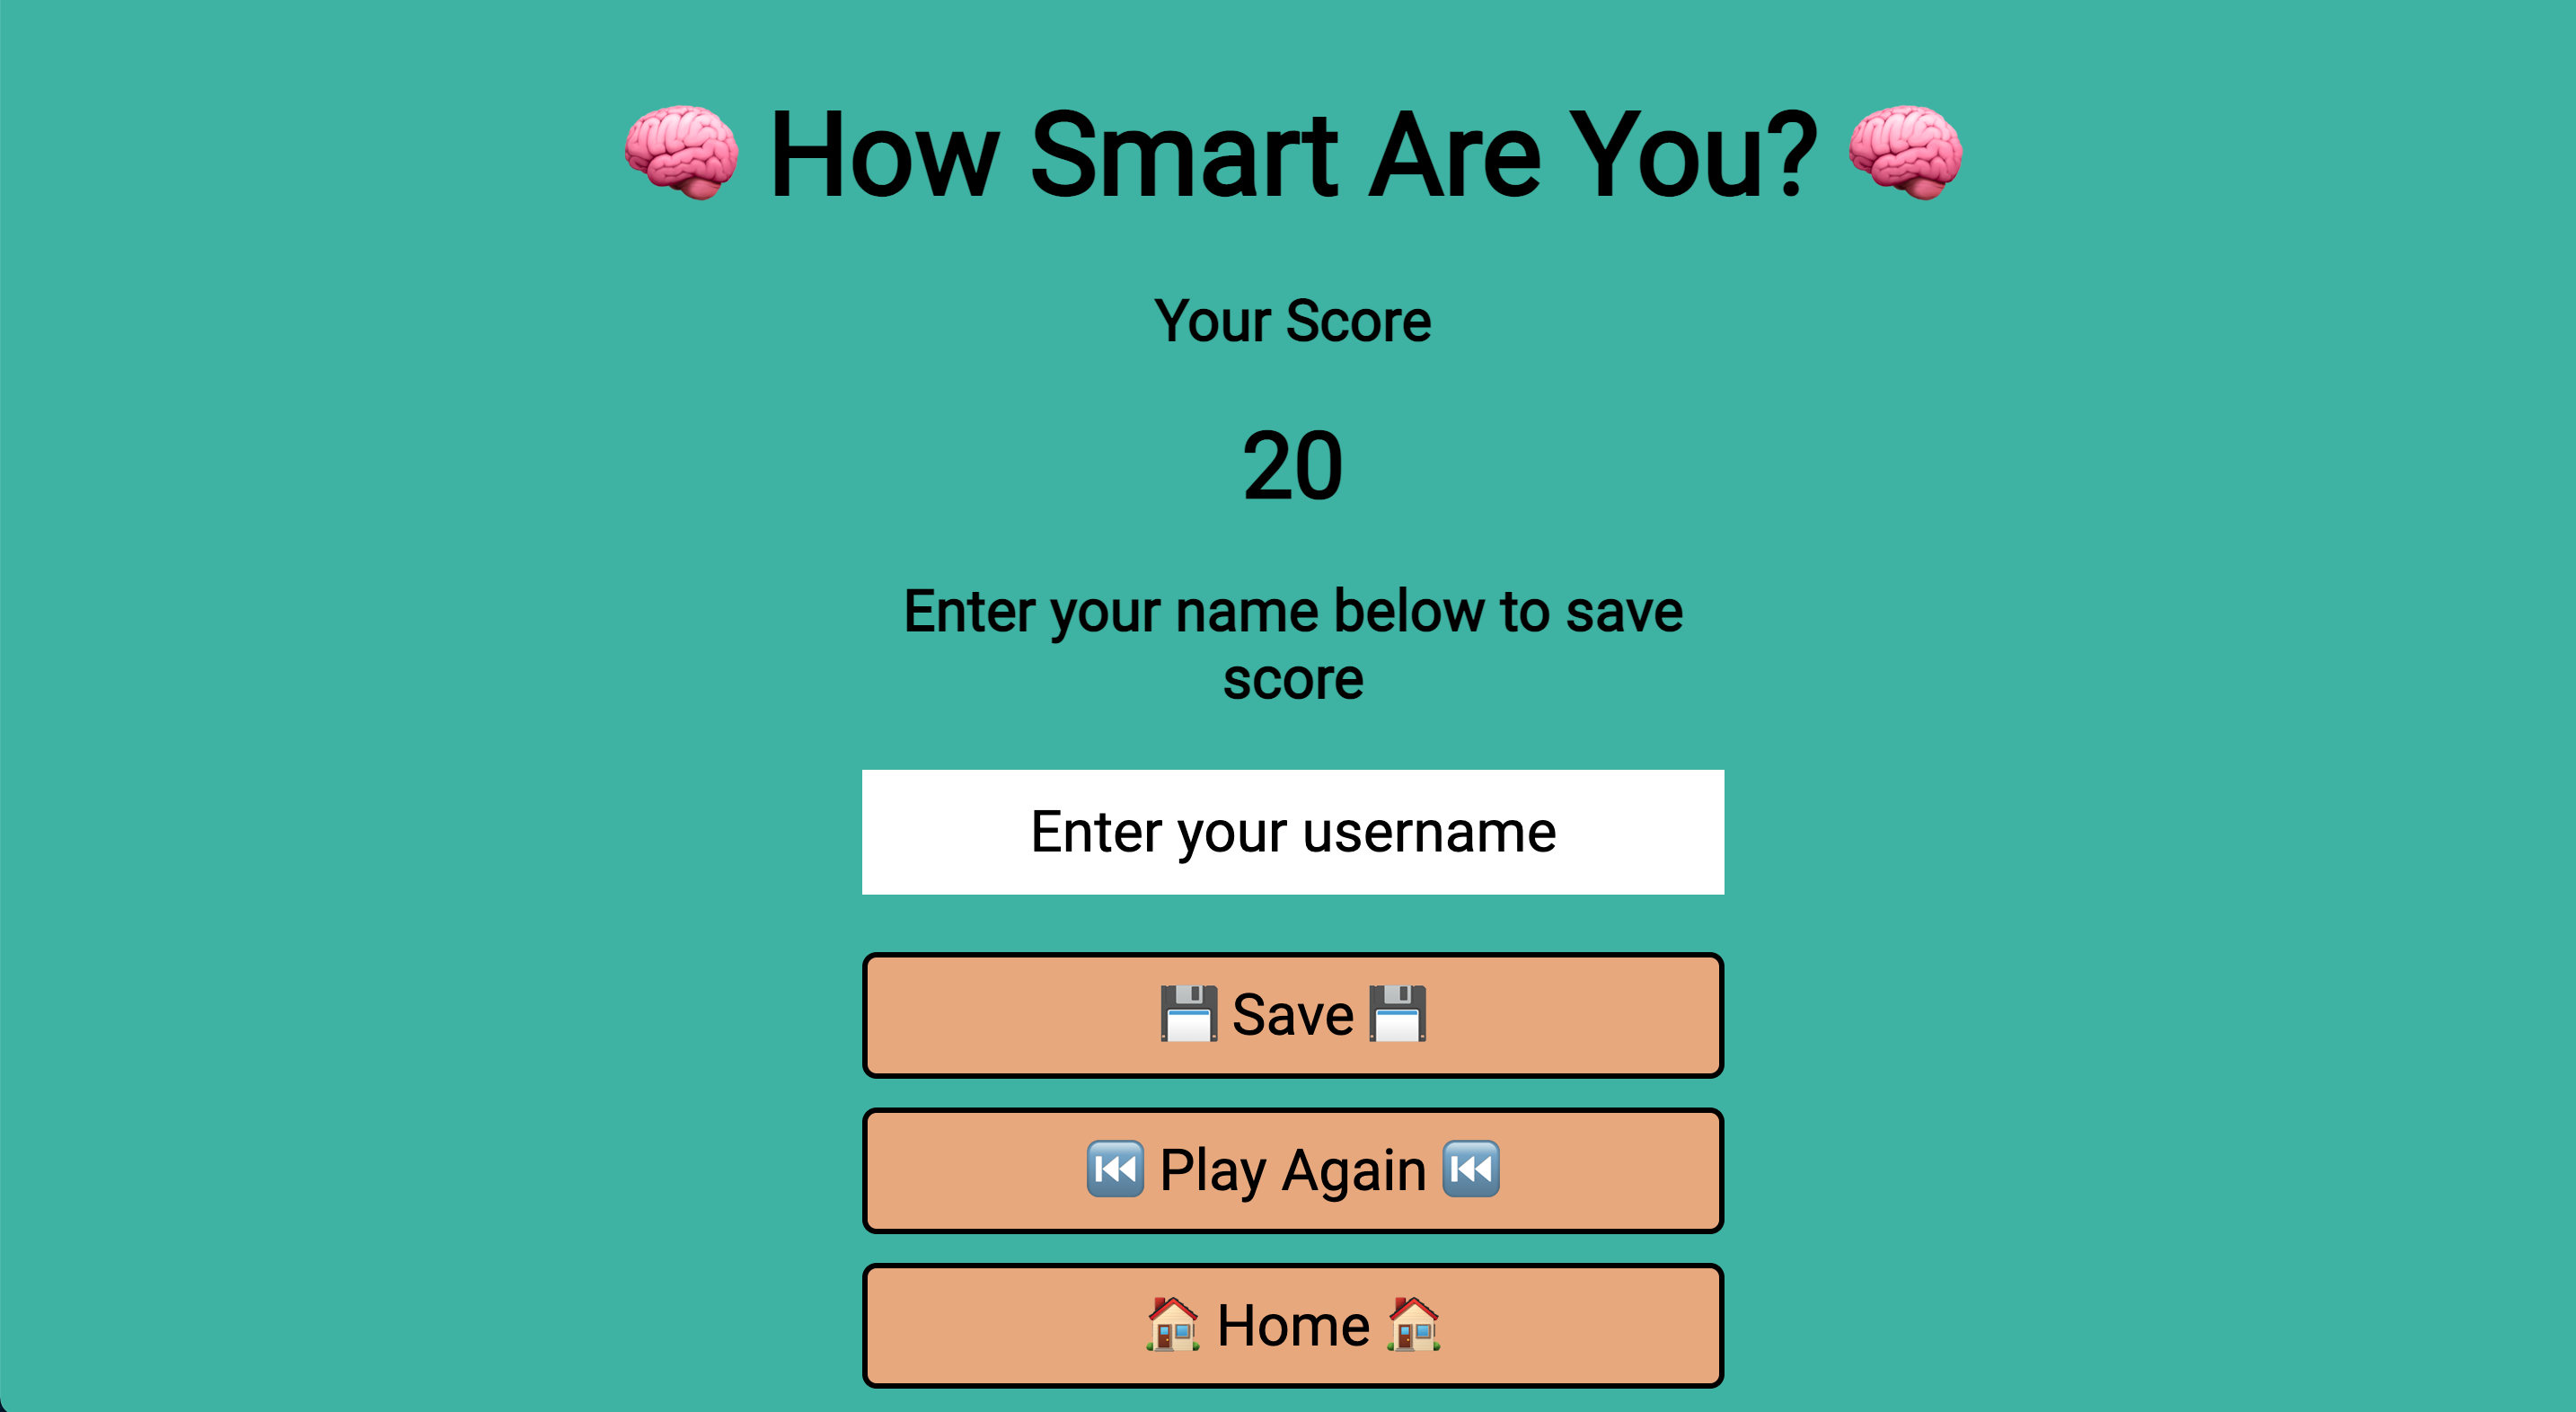 🧠 How Smart Are You? 🧠
Your Score
20
Enter your name below to save
score
Enter your username
💾 Save 💾
⏮️ Play Again ⏮️
🏠 Home 🏠